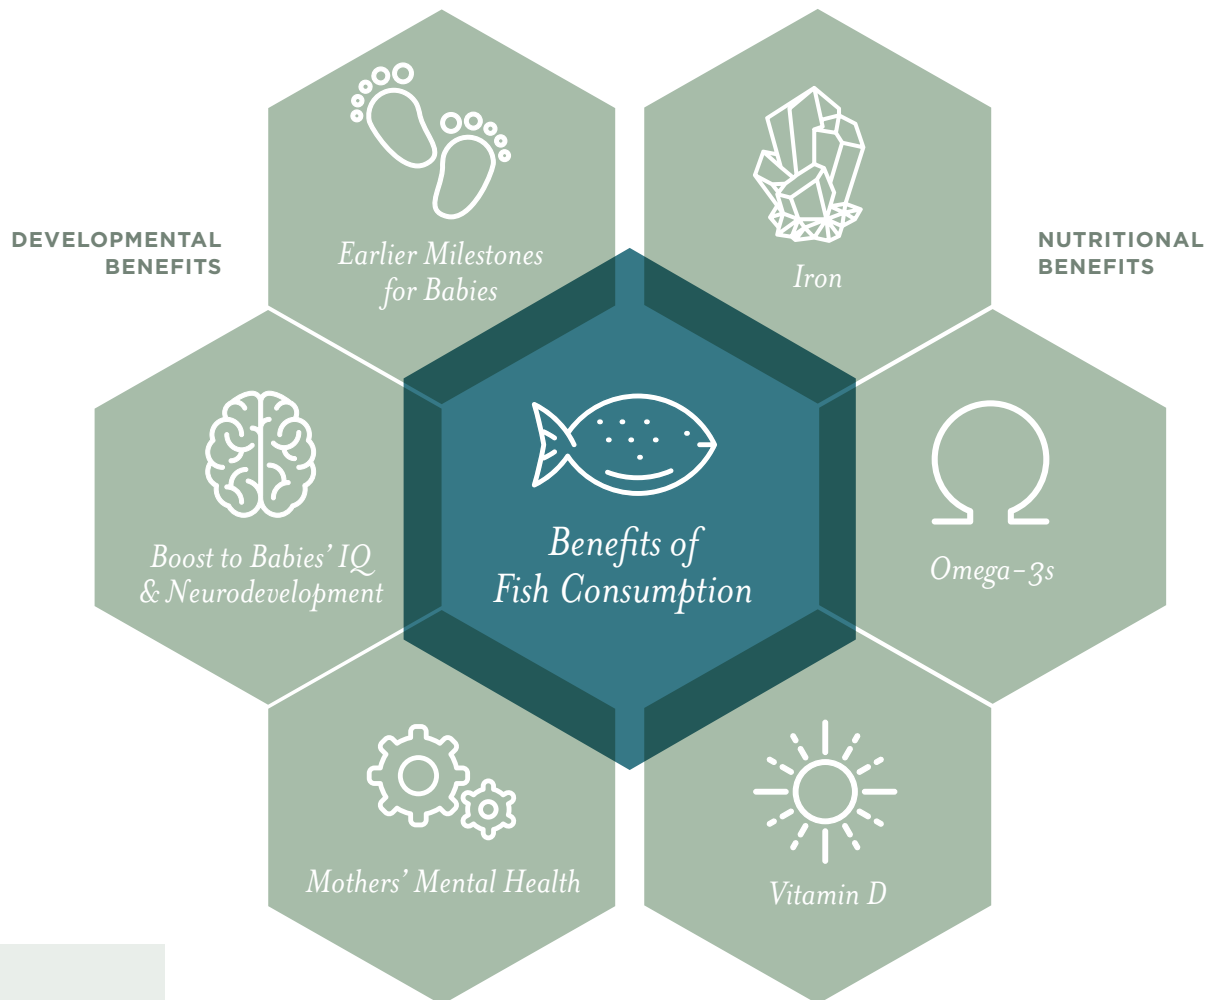 DEVELOPMENTAL
BENEFITS
Earlier Milestones
for Babies
Boost to Babies’ IQ
& Neurodevelopment
Mothers’ Mental Health
Benefits of
Fish Consumption
NUTRITIONAL
BENEFITS
Iron
Omega-3s
Vitamin D